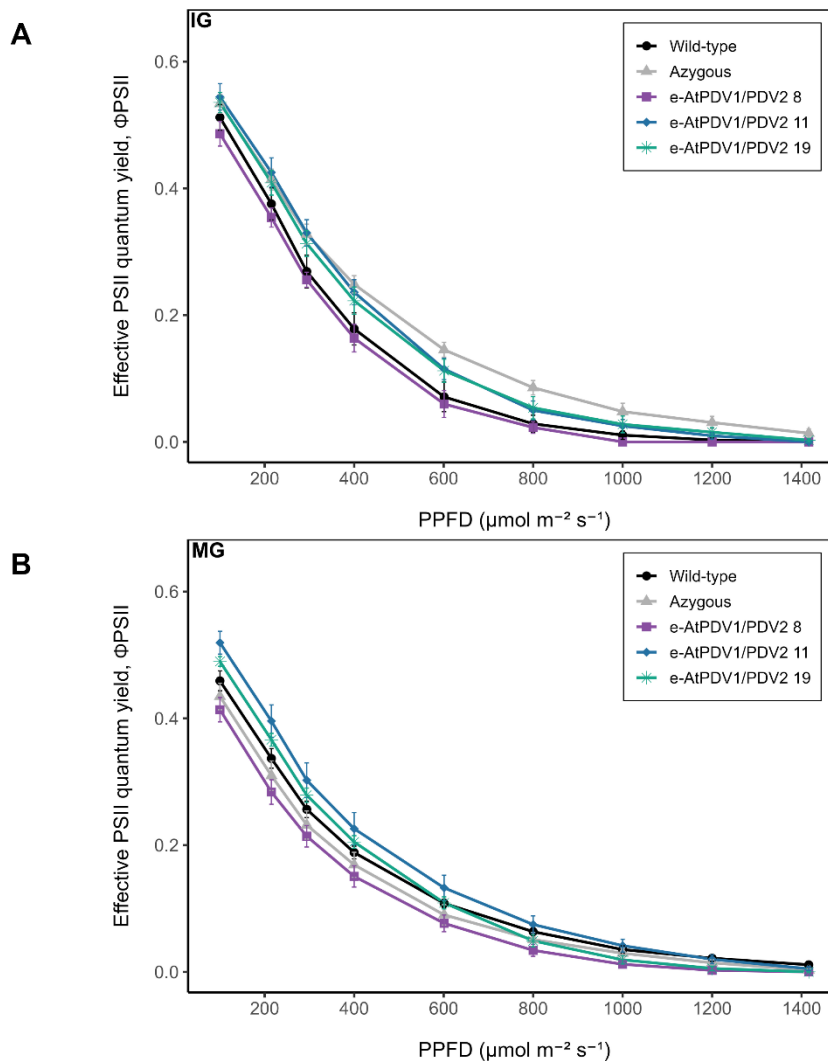 A
IG
Effective PSII quantum yield, ΦPSII
0.6
0.4
0.2
0.0
Wild-type
Azygous
e-AtPDV1/PDV2 8
e-AtPDV1/PDV2 11
e-AtPDV1/PDV2 19
200 400 600 800 1000 1200 1400
PPFD (μmol m⁻² s⁻¹)
B
MG
Effective PSII quantum yield, ΦPSII
0.6
0.4
0.2
0.0
Wild-type
Azygous
e-AtPDV1/PDV2 8
e-AtPDV1/PDV2 11
e-AtPDV1/PDV2 19
200 400 600 800 1000 1200 1400
PPFD (μmol m⁻² s⁻¹)